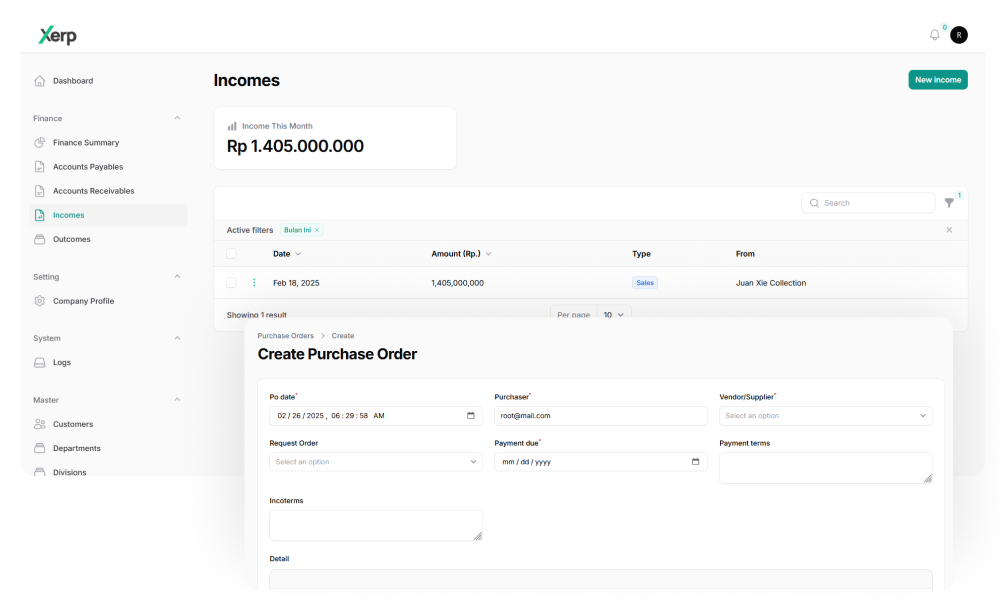 Xerp
0
R
Dashboard
Finance
Finance Summary
Accounts Payables
Accounts Receivables
Incomes
Outcomes
Setting
Company Profile
System
Logs
Master
Customers
Departments
Divisions
Incomes
New income
Income This Month
Rp 1.405.000.000
Search
1
Active filters Bulan Ini ×
Date Amount (Rp.) Type From
Feb 18, 2025 1,405,000,000 Sales Juan Xie Collection
Showing 1 result Per page 10
Purchase Orders > Create
Create Purchase Order
Po date* Purchaser* Vendor/Supplier*
02 / 26 / 2025 , 06 : 29 : 58 AM root@mail.com Select an option
Request Order Payment due* Payment terms
Select an option mm / dd / yyyy
Incoterms
Detail